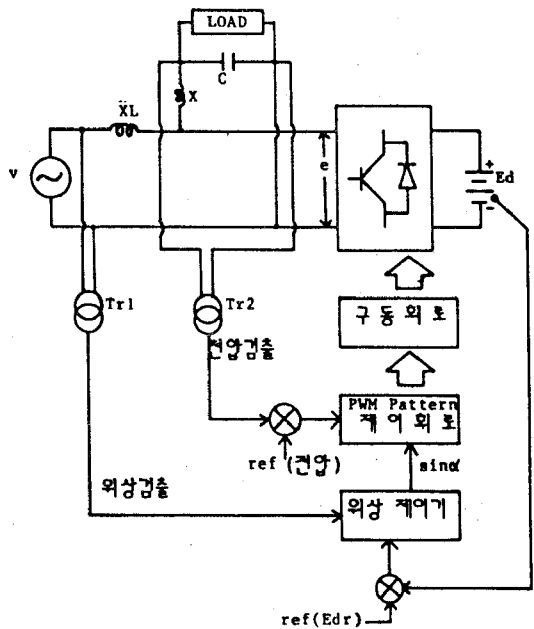 LOAD
C
X
XL
v
e
+
Ed
-
Tr1
Tr2
전압검출
구동회로
PWM Pattern
제어회로
ref(전압)
sinα
위상검출
위상 제어기
ref(Edr)